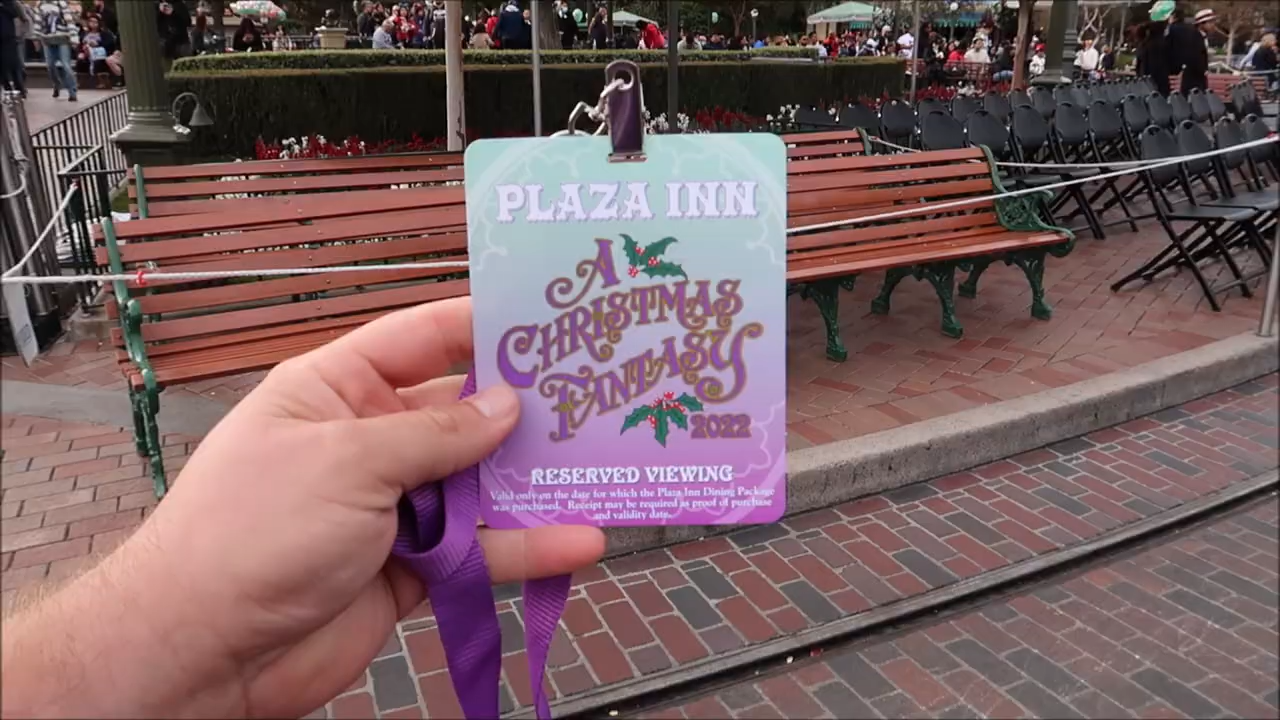 PLAZA INN
A
CHRISTMAS
FANTASY
2022
RESERVED VIEWING
Valid only on the date for which the Plaza Inn Dining Package
was purchased. Receipt may be required as proof of purchase
and validity date.